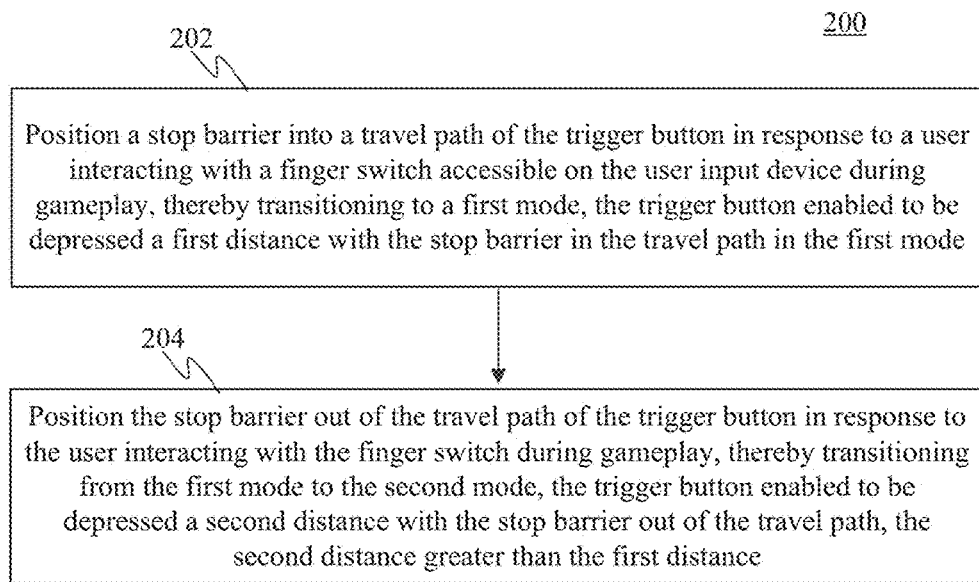 200
202
Position a stop barrier into a travel path of the trigger button in response to a user
interacting with a finger switch accessible on the user input device during
gameplay, thereby transitioning to a first mode, the trigger button enabled to be
depressed a first distance with the stop barrier in the travel path in the first mode
204
Position the stop barrier out of the travel path of the trigger button in response to
the user interacting with the finger switch during gameplay, thereby transitioning
from the first mode to the second mode, the trigger button enabled to be
depressed a second distance with the stop barrier out of the travel path, the
second distance greater than the first distance